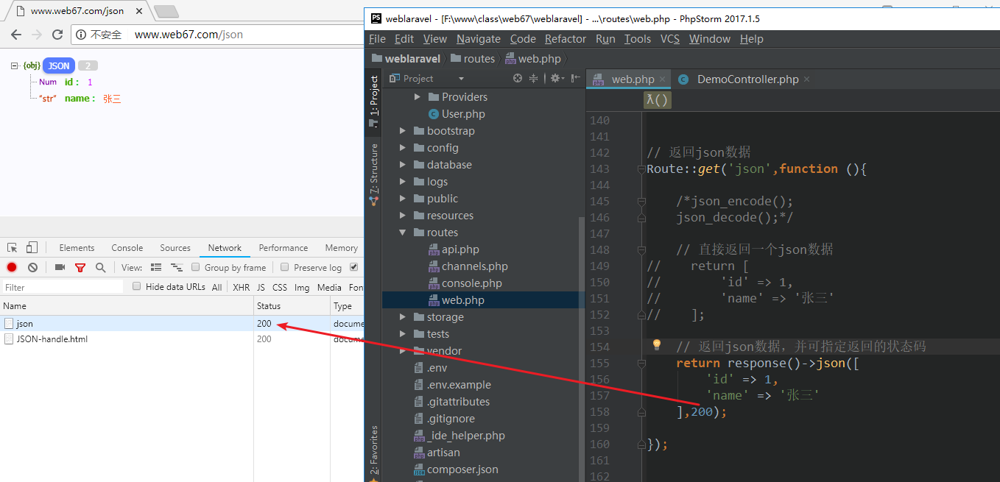 www.web67.com/json
不安全 www.web67.com/json
{obj} JSON 2
Num id : 1
"str" name : 张三
Elements Console Sources Network Performance Memory
View: Group by frame Preserve log
Filter Hide data URLs All XHR JS CSS Img Media Fon
Name Status Type
json 200 docume
JSON-handle.html 200 docume
PS weblaravel - [F:\www\class\web67\weblaravel] - ...\routes\web.php - PhpStorm 2017.1.5
File Edit View Navigate Code Refactor Run Tools VCS Window Help
weblaravel routes web.php
1: Project
7: Structure
2: Favorites
Project
Providers
User.php
bootstrap
config
database
logs
public
resources
routes
api.php
channels.php
console.php
web.php
storage
tests
vendor
.env
.env.example
.gitattributes
.gitignore
_ide_helper.php
artisan
composer.json
web.php DemoController.php
λ()
140
141
142 // 返回json数据
143 Route::get('json',function (){
144
145 /*json_encode();
146 json_decode();*/
147
148 // 直接返回一个json数据
149 // return [
150 // 'id' => 1,
151 // 'name' => '张三'
152 // ];
153
154 // 返回json数据，并可指定返回的状态码
155 return response()->json([
156 'id' => 1,
157 'name' => '张三'
158 ],200);
159
160 });
161
162